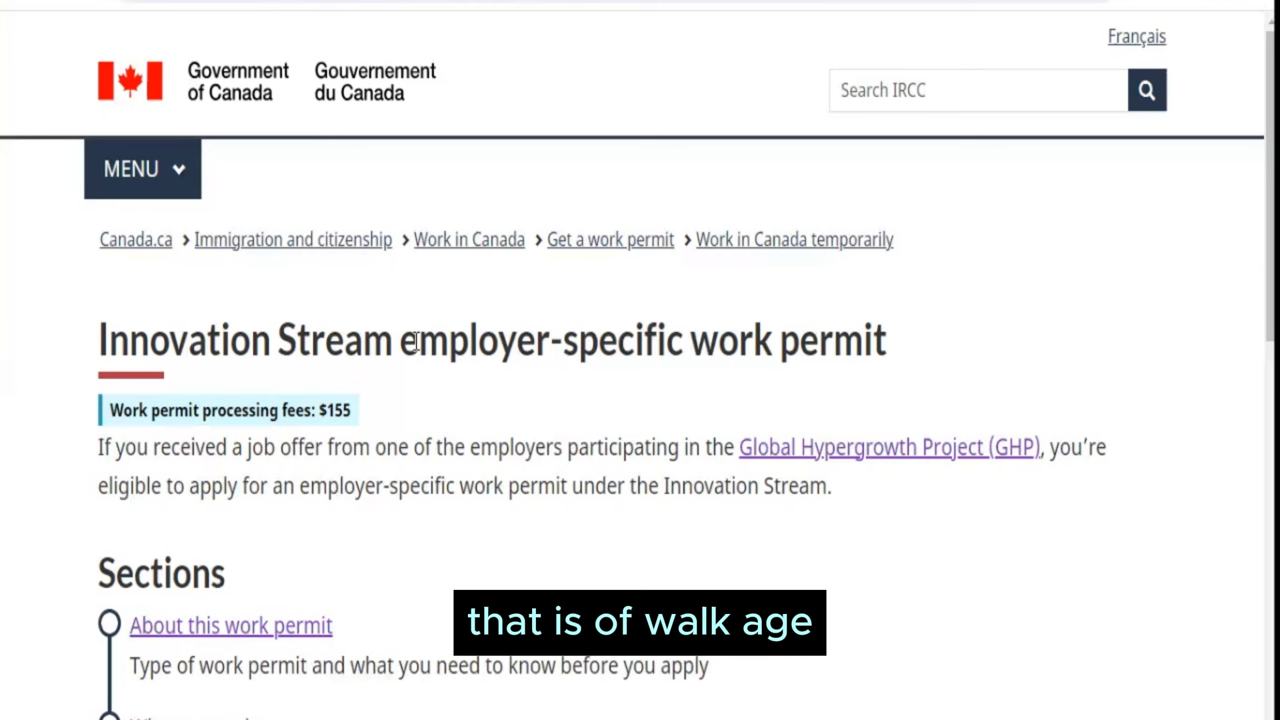 Français
Government of Canada
Gouvernement du Canada
Search IRCC
MENU
Canada.ca > Immigration and citizenship > Work in Canada > Get a work permit > Work in Canada temporarily
Innovation Stream employer-specific work permit
Work permit processing fees: $155
If you received a job offer from one of the employers participating in the Global Hypergrowth Project (GHP), you’re
eligible to apply for an employer-specific work permit under the Innovation Stream.
Sections
About this work permit
that is of walk age
Type of work permit and what you need to know before you apply